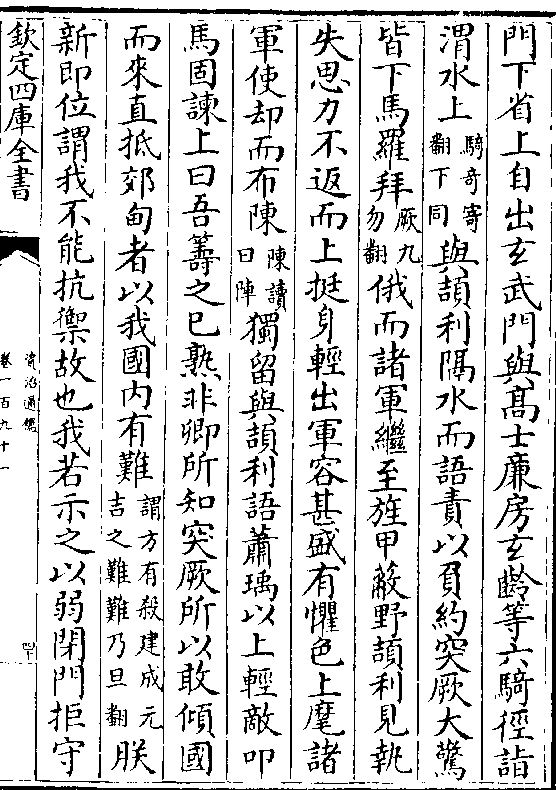 門下省上自出玄武門與髙士亷房玄齡等六騎徑詣
渭水上騎奇寄翻下同與頡利隔水而語責以負約突厥大驚
皆下馬羅拜厥九勿翻俄而諸軍繼至旌甲蔽野頡利見執
失思力不返而上挺身輕出軍容甚盛有懼色上麾諸
軍使却而布陳陳讀曰陣獨留與頡利語蕭瑀以上輕敵叩
馬固諫上曰吾籌之已熟非卿所知突厥所以敢傾國
而來直抵郊甸者以我國內有難謂方有殺建成元吉之難難乃旦翻朕
新即位謂我不能抗禦故也我若示之以弱閉門拒守
欽定四庫全書
資治通鑑
卷一百九十一